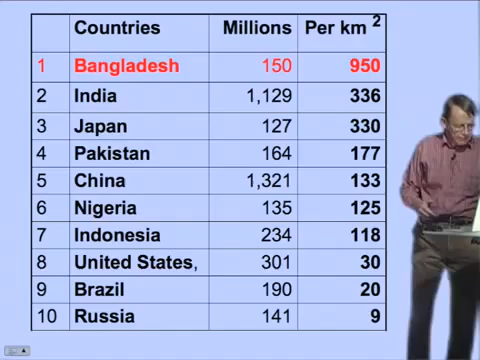 Countries Millions Per km 2
1 Bangladesh 150 950
2 India 1,129 336
3 Japan 127 330
4 Pakistan 164 177
5 China 1,321 133
6 Nigeria 135 125
7 Indonesia 234 118
8 United States, 301 30
9 Brazil 190 20
10 Russia 141 9